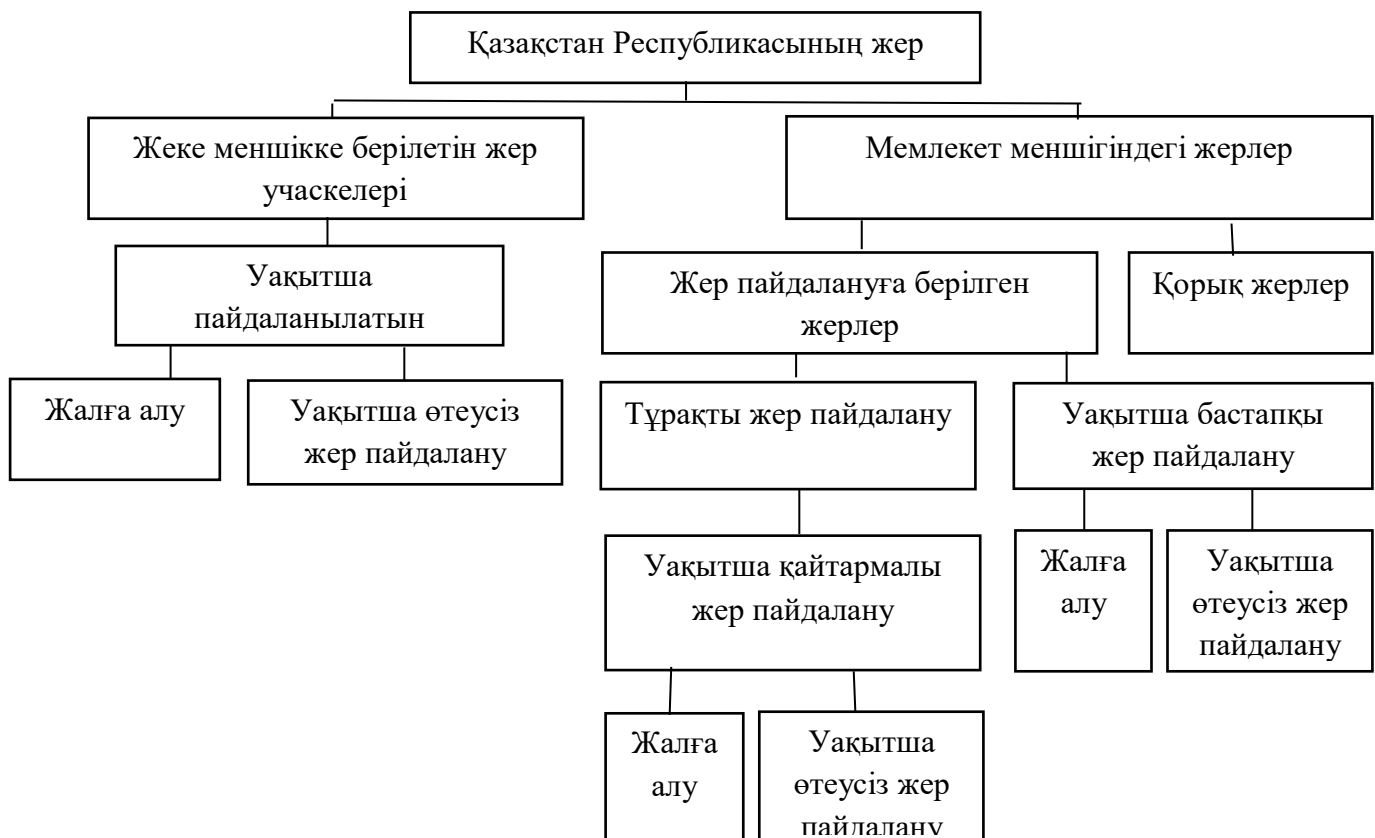 Қазақстан Республикасының жер
Жеке меншікке берілетін жер
учаскелері
Мемлекет меншігіндегі жерлер
Уақытша
пайдаланылатын
Жер пайдалануға берілген
жерлер
Қорық жерлер
Жалға алу
Уақытша өтеусіз
жер пайдалану
Тұрақты жер пайдалану
Уақытша бастапқы
жер пайдалану
Уақытша қайтармалы
жер пайдалану
Жалға
алу
Уақытша
өтеусіз жер
пайдалану
Жалға
алу
Уақытша
өтеусіз жер
пайдалану